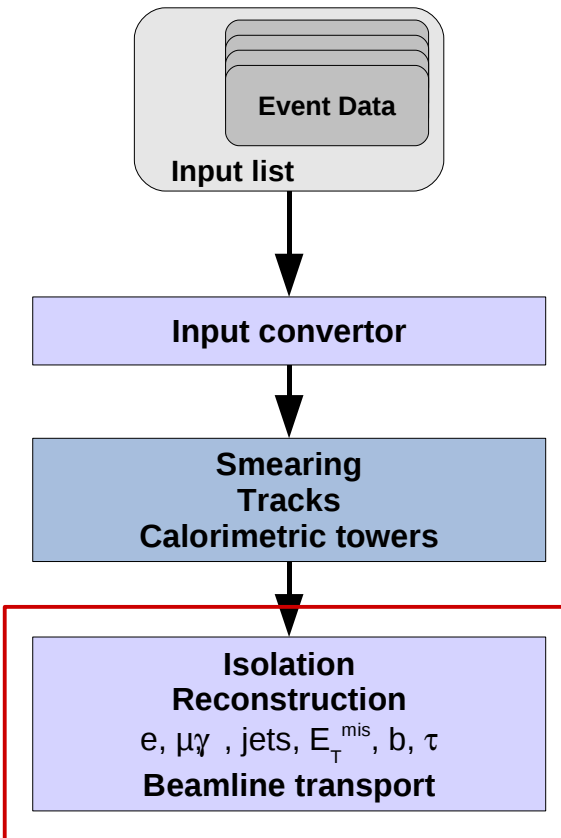 Event Data
Input list
Input convertor
Smearing
Tracks
Calorimetric towers
Isolation
Reconstruction
e, μ,γ , jets, E_T^mis, b, τ
Beamline transport